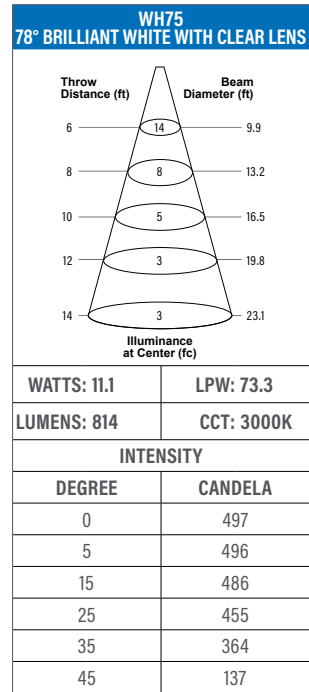 WH75
78° BRILLIANT WHITE WITH CLEAR LENS
Throw Beam
Distance (ft) Diameter (ft)
6 14 9.9
8 8 13.2
10 5 16.5
12 3 19.8
14 3 23.1
Illuminance
at Center (fc)
WATTS: 11.1 LPW: 73.3
LUMENS: 814 CCT: 3000K
INTENSITY
DEGREE CANDELA
0 497
5 496
15 486
25 455
35 364
45 137